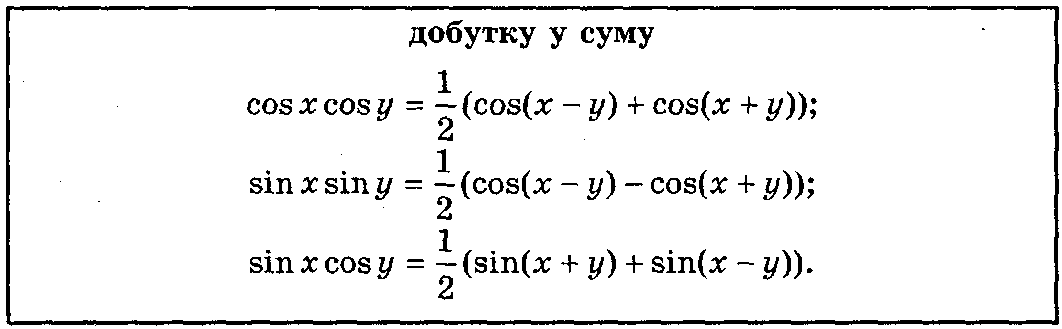 добутку у суму
cos x cos y = 1/2 (cos(x − y) + cos(x + y));
sin x sin y = 1/2 (cos(x − y) − cos(x + y));
sin x cos y = 1/2 (sin(x + y) + sin(x − y)).